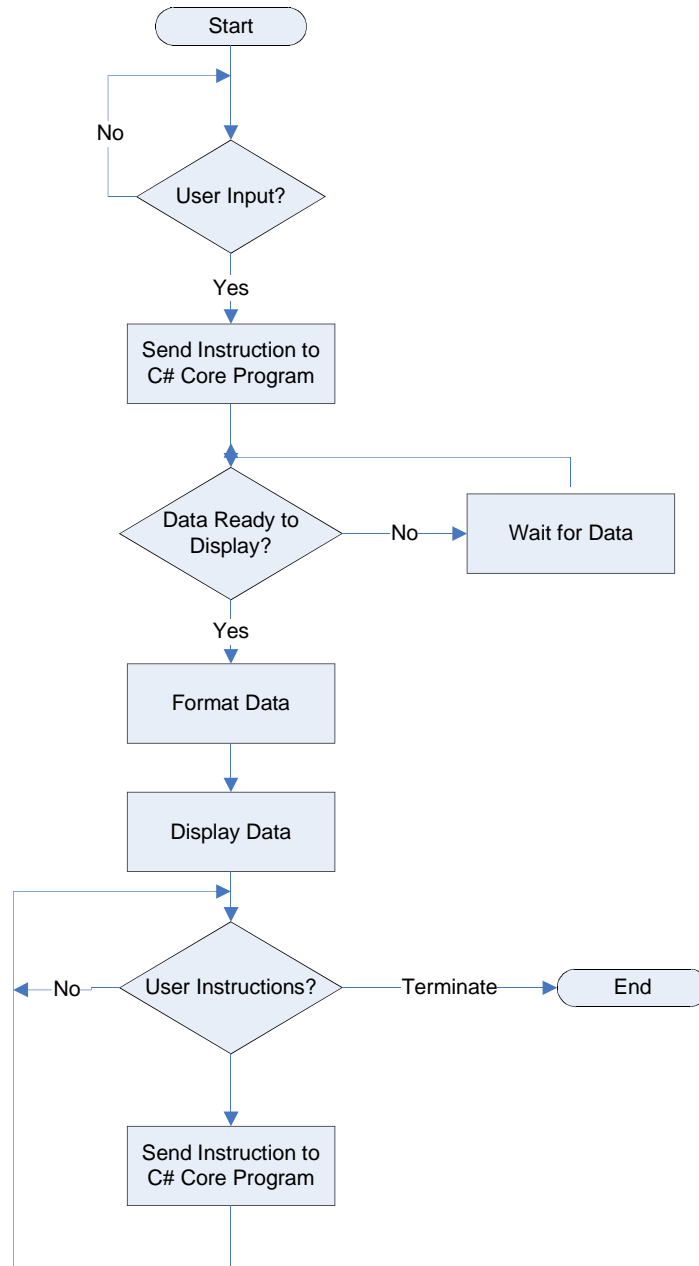 Start
No
User Input?
Yes
Send Instruction to
C# Core Program
Data Ready to
Display?
No
Wait for Data
Yes
Format Data
Display Data
No
User Instructions?
Terminate
End
Send Instruction to
C# Core Program